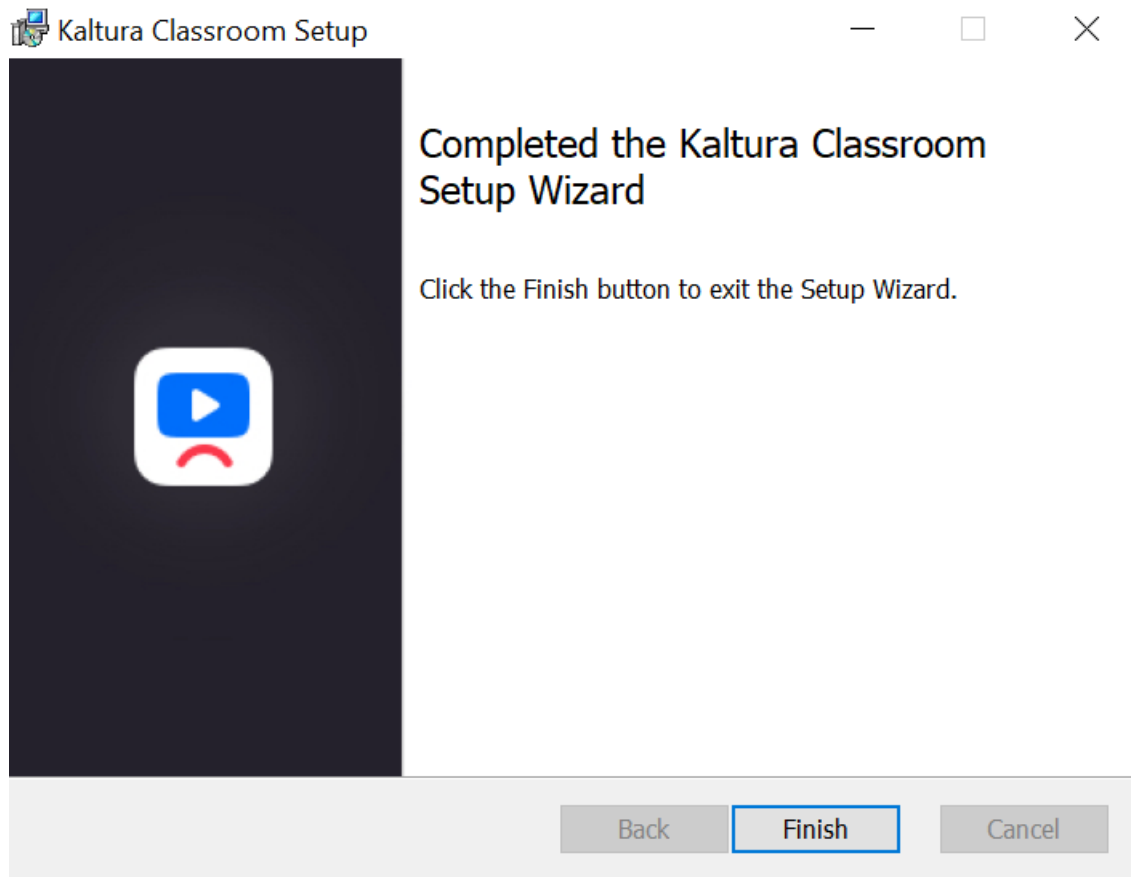 Kaltura Classroom Setup
Completed the Kaltura Classroom
Setup Wizard
Click the Finish button to exit the Setup Wizard.
Back
Finish
Cancel